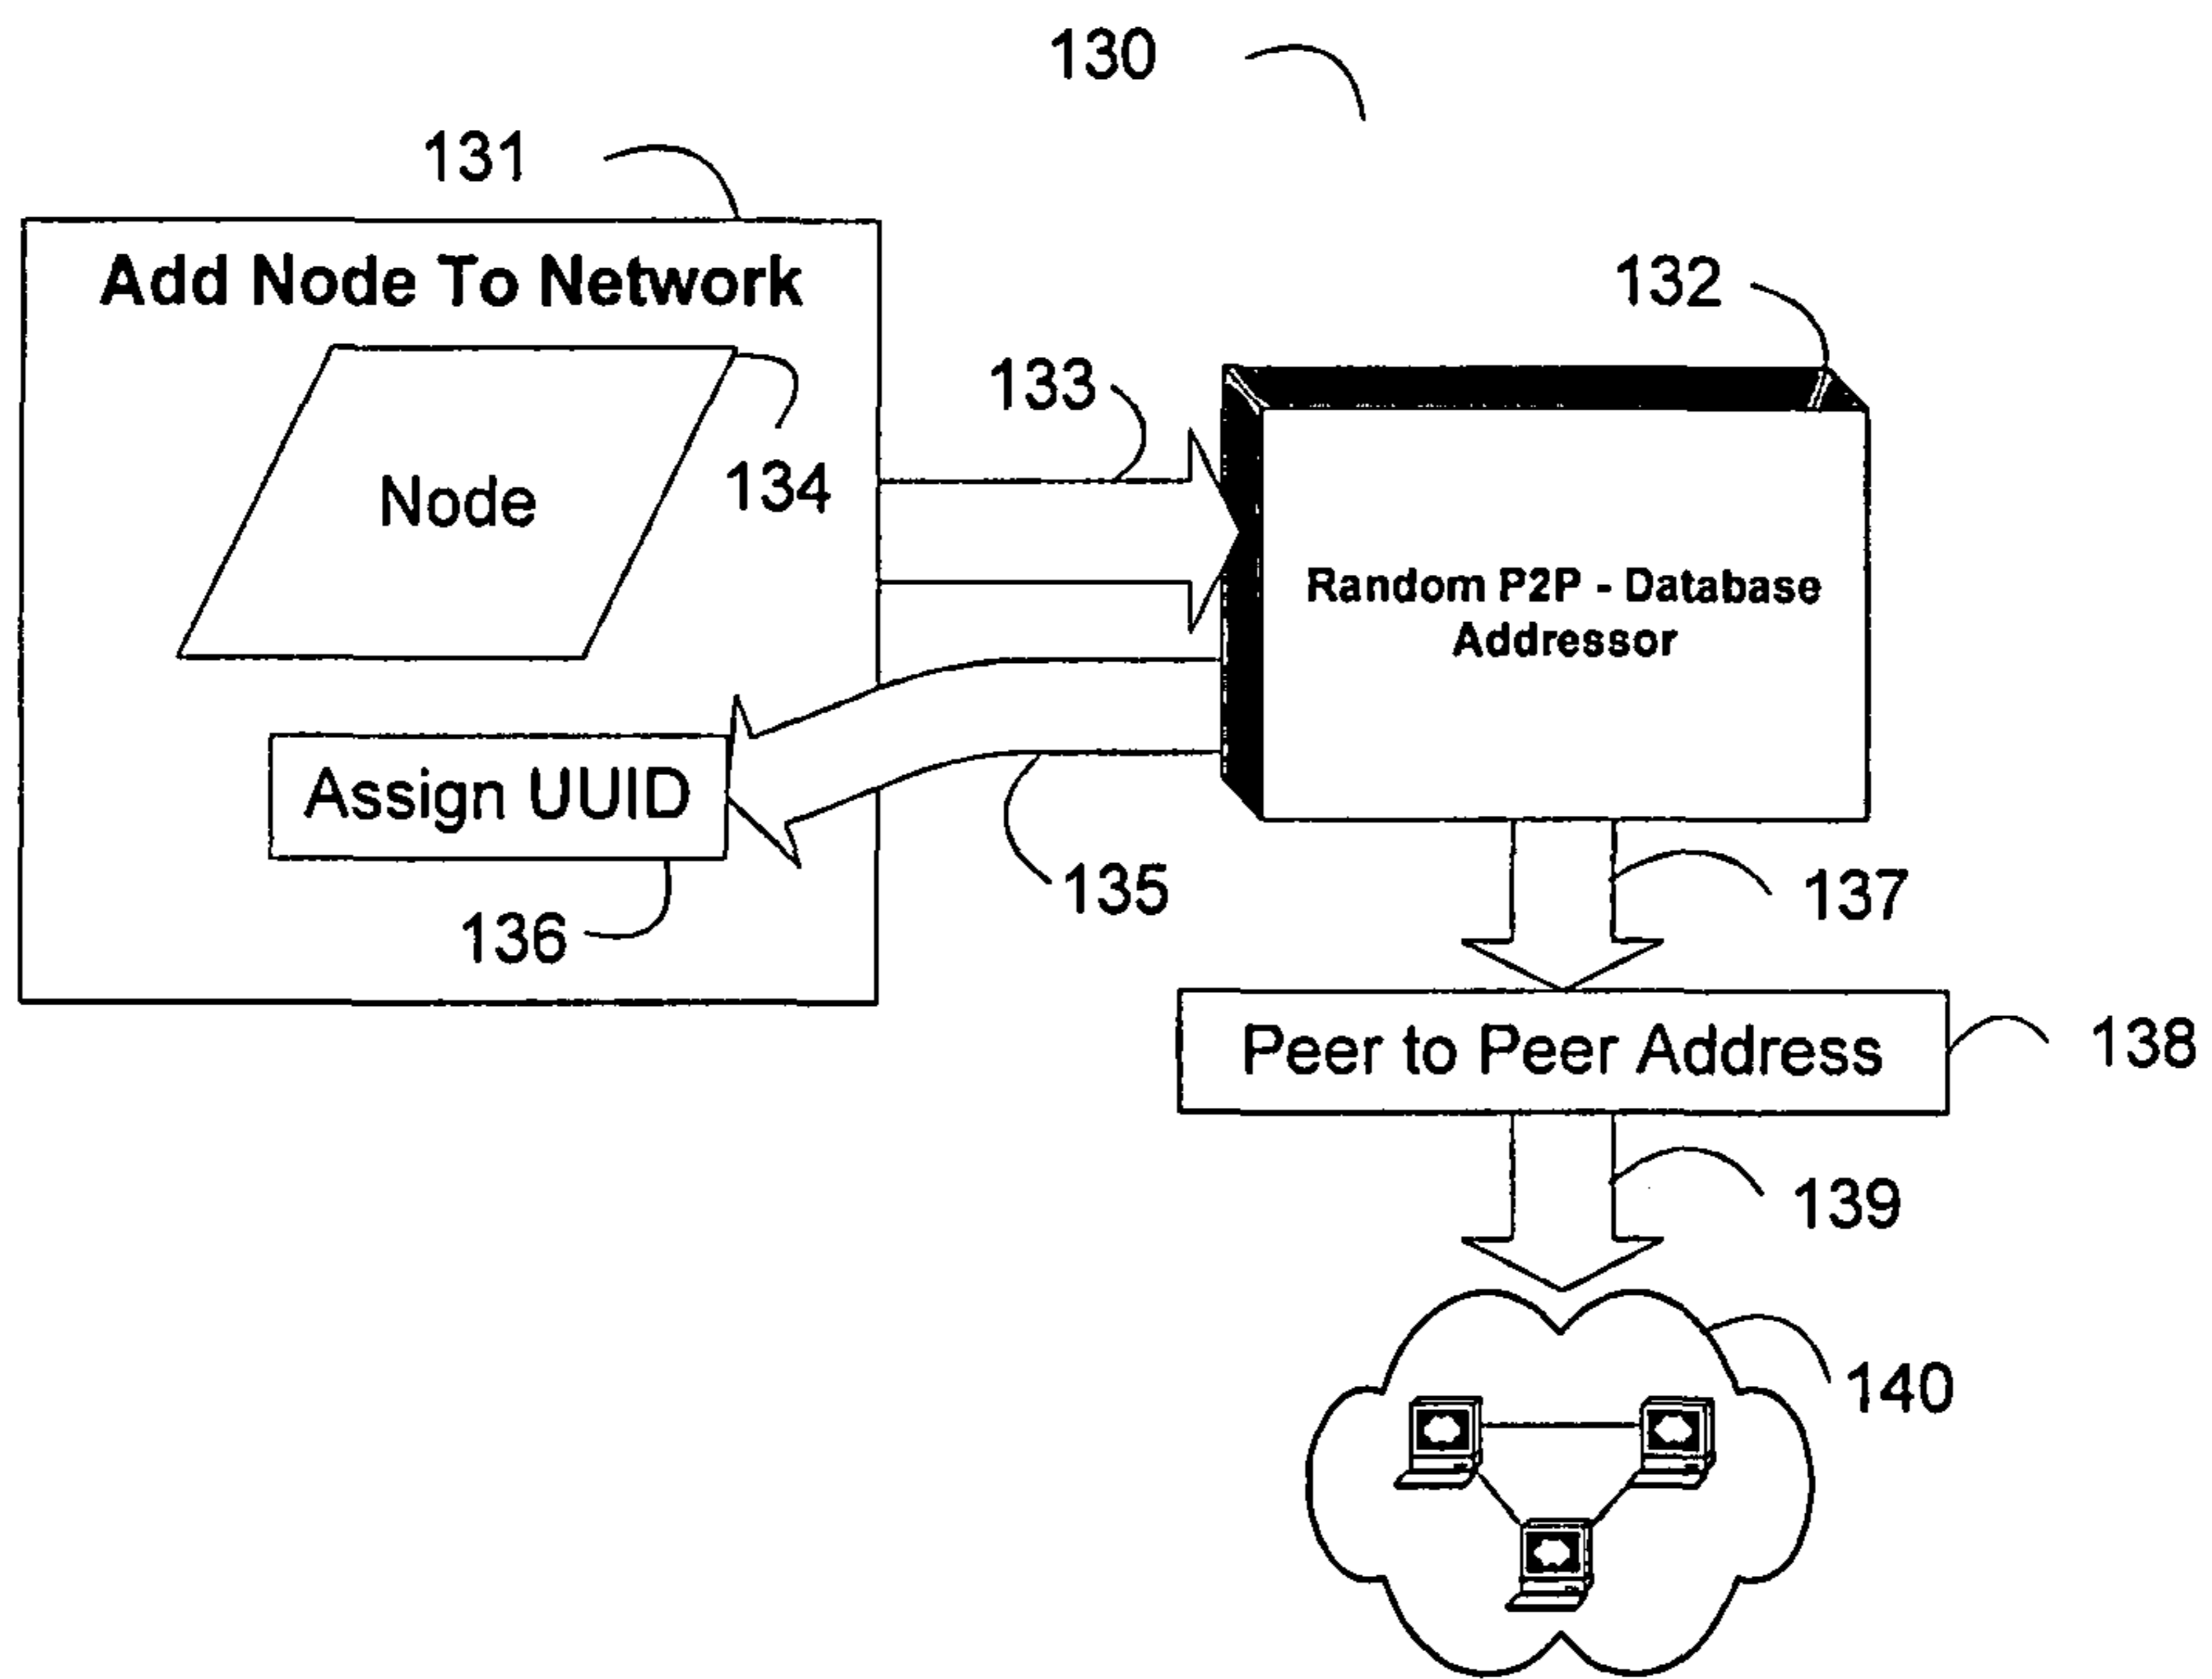 130
131
Add Node To Network
132
133
134
Node
Random P2P - Database
Addressor
Assign UUID
135
137
136
Peer to Peer Address
138
139
140